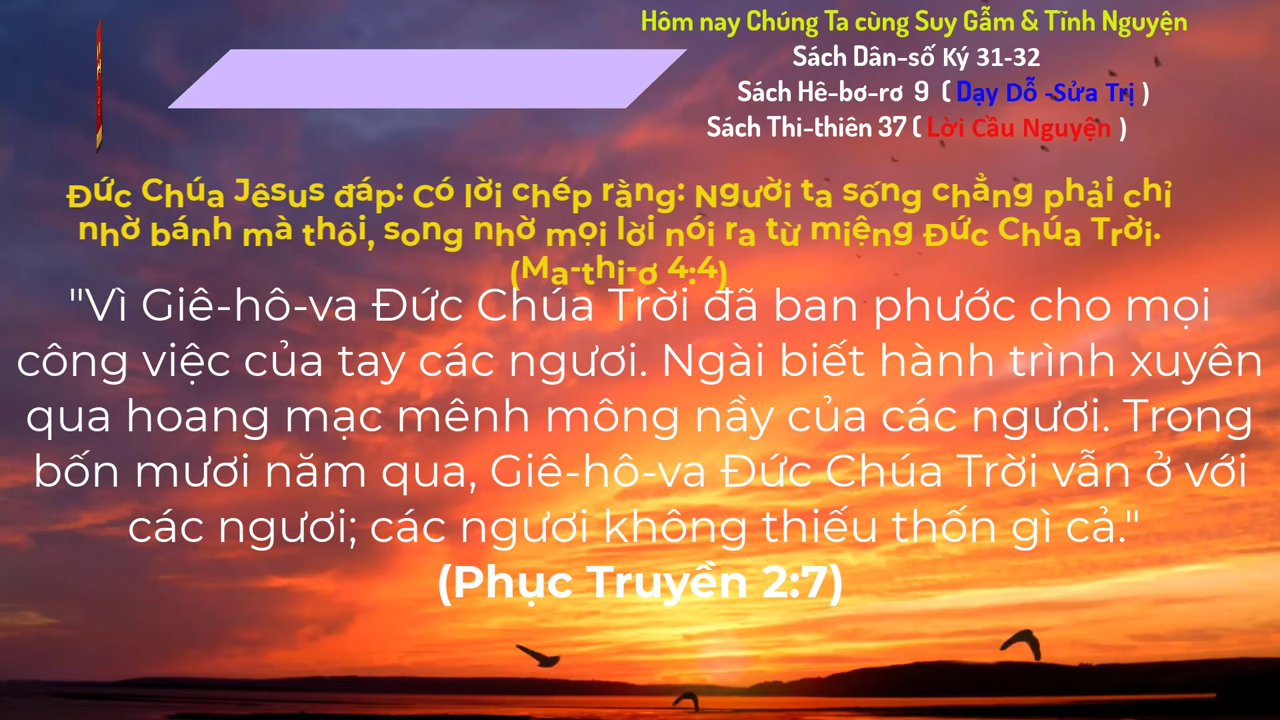 Hôm nay Chúng Ta cùng Suy Gẫm & Tĩnh Nguyện
Sách Dân-số Ký 31-32
Sách Hê-bơ-rơ 9 ( Dạy Dỗ -Sửa Trị )
Sách Thi-thiên 37 ( Lời Cầu Nguyện )
Đức Chúa Jêsus đáp: Có lời chép rằng: Người ta sống chẳng phải chỉ
nhờ bánh mà thôi, song nhờ mọi lời nói ra từ miệng Đức Chúa Trời.
(Ma-thi-ơ 4:4)
"Vì Giê-hô-va Đức Chúa Trời đã ban phước cho mọi
công việc của tay các ngươi. Ngài biết hành trình xuyên
qua hoang mạc mênh mông nầy của các ngươi. Trong
bốn mươi năm qua, Giê-hô-va Đức Chúa Trời vẫn ở với
các ngươi; các ngươi không thiếu thốn gì cả."
(Phục Truyền 2:7)